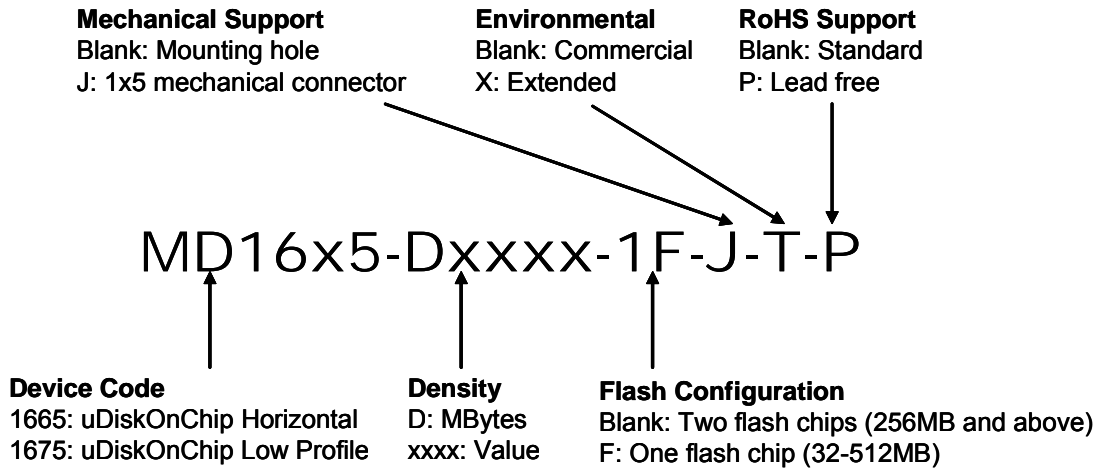 Mechanical Support
Blank: Mounting hole
J: 1x5 mechanical connector
Environmental
Blank: Commercial
X: Extended
RoHS Support
Blank: Standard
P: Lead free
MD16x5-Dxxxx-1F-J-T-P
Device Code
1665: uDiskOnChip Horizontal
1675: uDiskOnChip Low Profile
Density
D: MBytes
xxxx: Value
Flash Configuration
Blank: Two flash chips (256MB and above)
F: One flash chip (32-512MB)